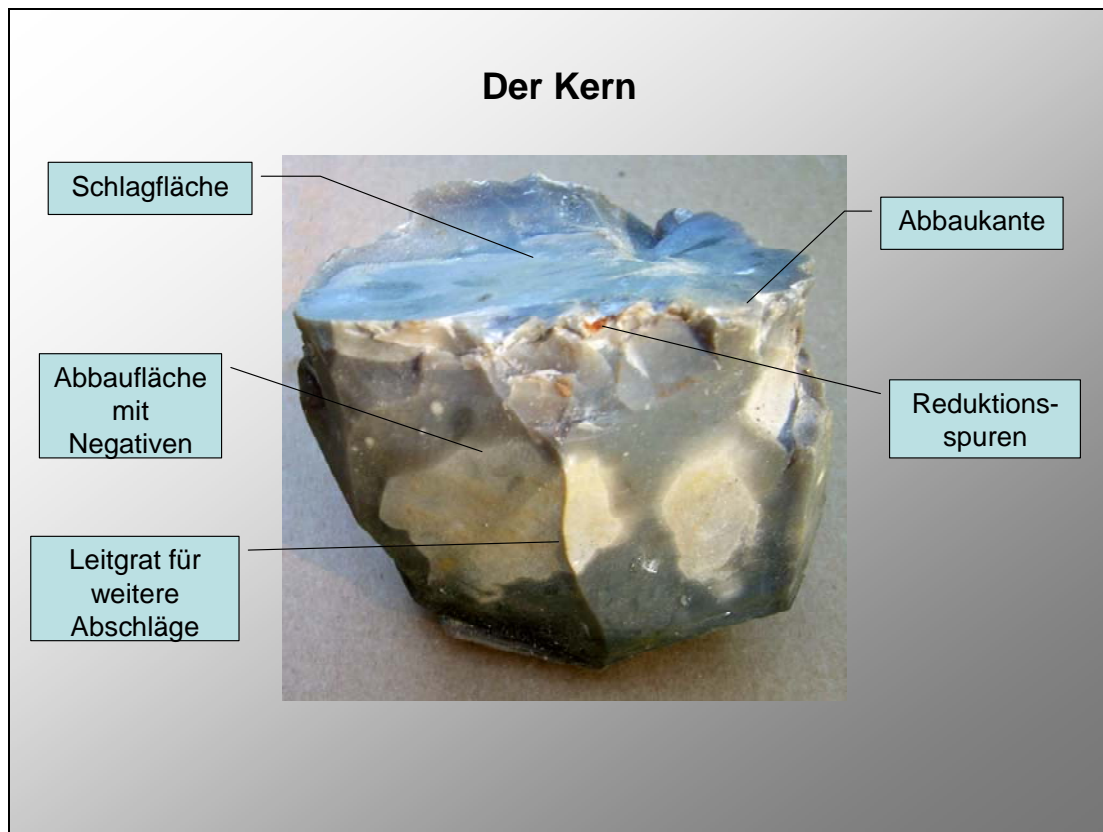 Der Kern
Schlagfläche
Abbaukante
Abbaufläche
mit
Negativen
Reduktions-
spuren
Leitgrat für
weitere
Abschläge